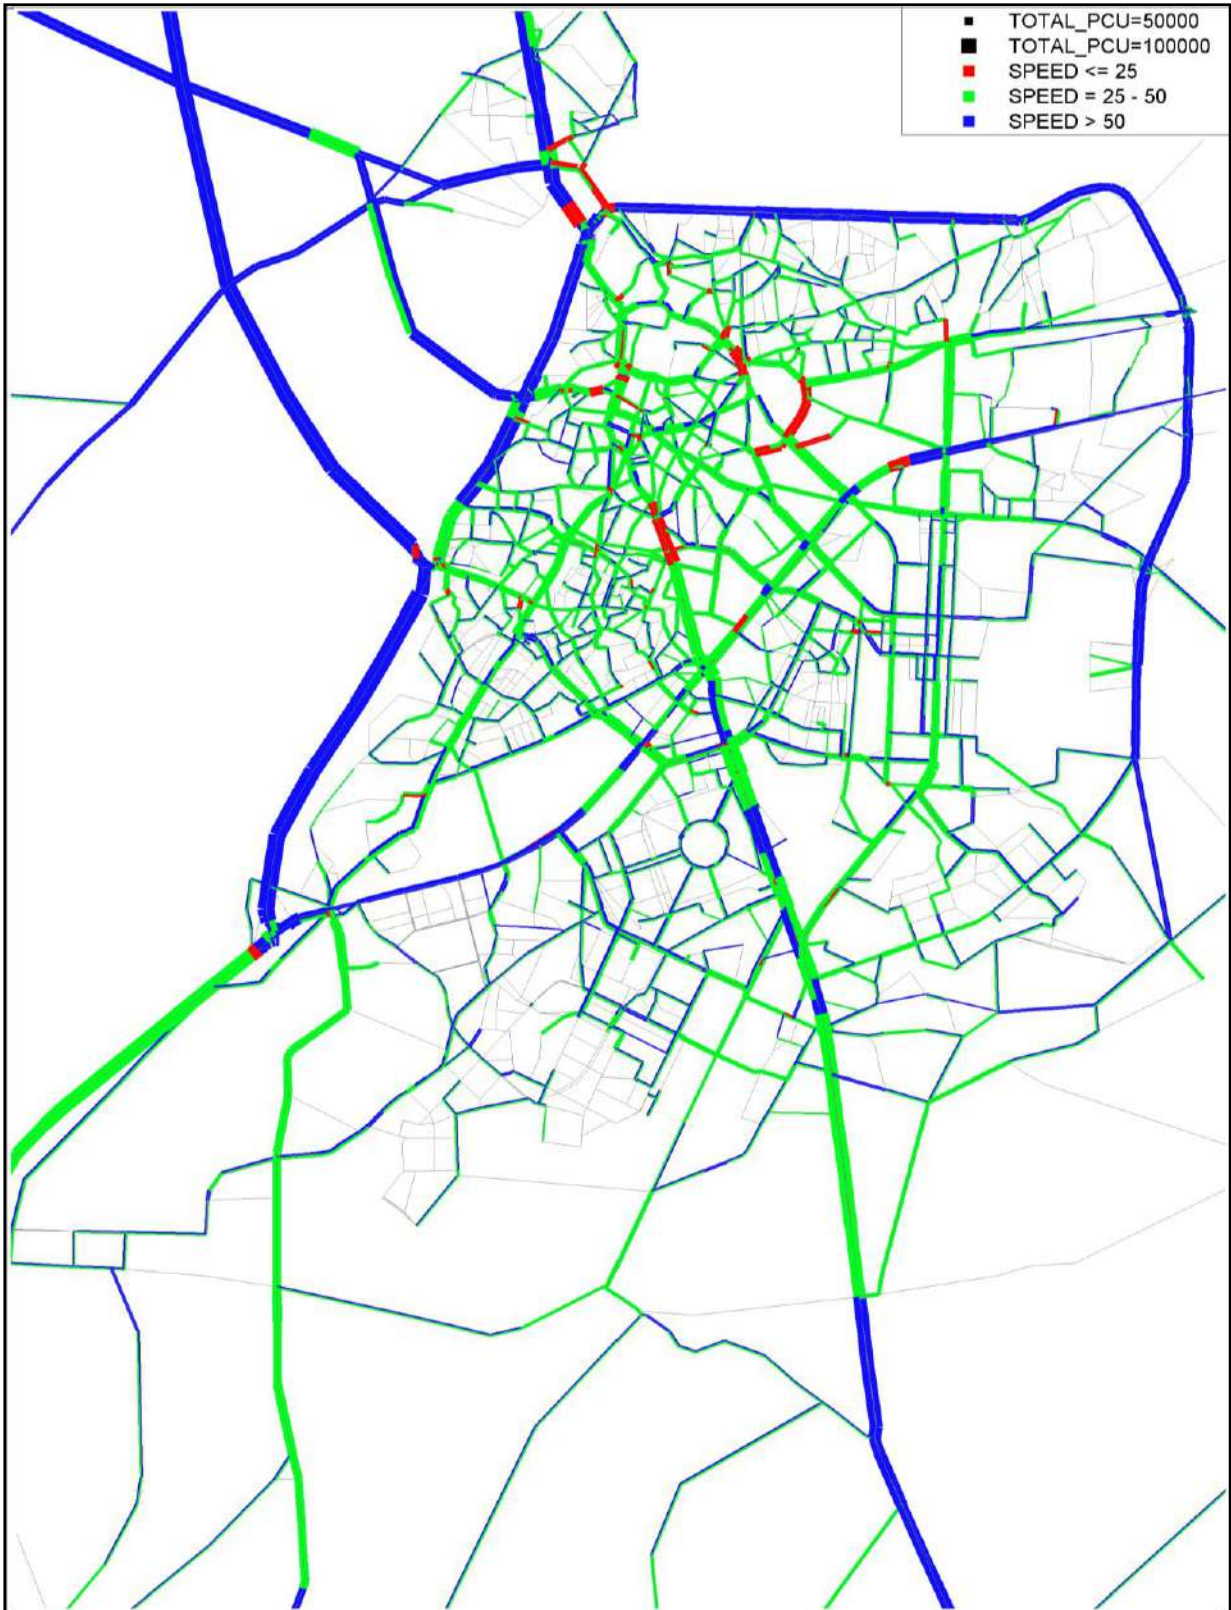 TOTAL_PCU=50000
TOTAL_PCU=100000
SPEED <= 25
SPEED = 25 - 50
SPEED > 50